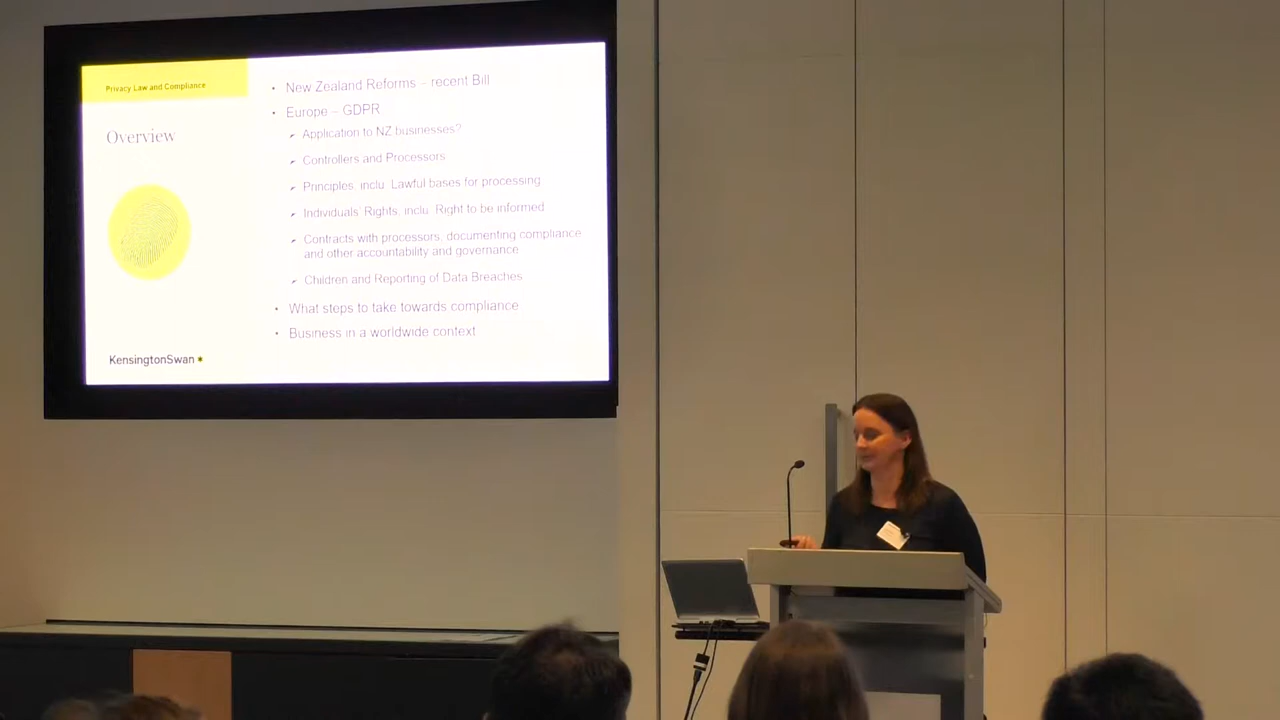 Privacy Law and Compliance
Overview
KensingtonSwan
• New Zealand Reforms – recent Bill
• Europe – GDPR
Application to NZ businesses?
Controllers and Processors
Principles, inclu. Lawful bases for processing
Individuals' Rights, inclu. Right to be informed
Contracts with processors, documenting compliance
and other accountability and governance
Children and Reporting of Data Breaches
• What steps to take towards compliance
• Business in a worldwide context